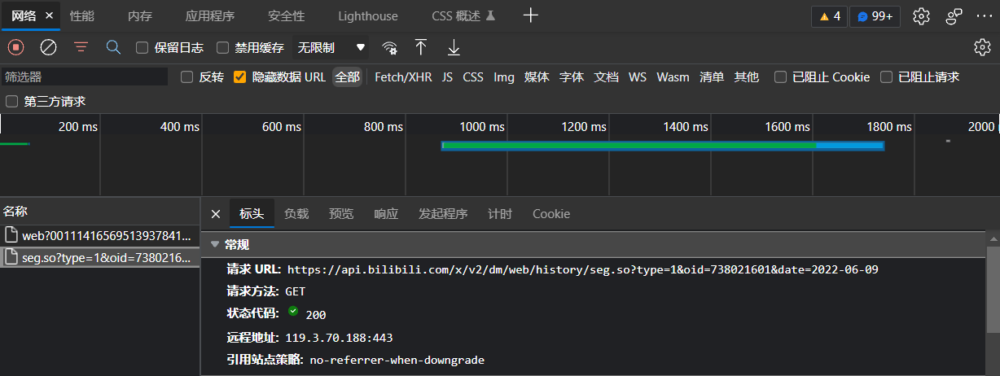 网络 × 性能 内存 应用程序 安全性 Lighthouse CSS 概述 4 99+
保留日志 禁用缓存 无限制
筛选器 反转 隐藏数据 URL 全部 Fetch/XHR JS CSS Img 媒体 字体 文档 WS Wasm 清单 其他 已阻止 Cookie 已阻止请求
第三方请求
200 ms 400 ms 600 ms 800 ms 1000 ms 1200 ms 1400 ms 1600 ms 1800 ms 2000
名称 × 标头 负载 预览 响应 发起程序 计时 Cookie
web?00111416569513937841...
常规
seg.so?type=1&oid=7380216...
请求 URL: https://api.bilibili.com/x/v2/dm/web/history/seg.so?type=1&oid=738021601&date=2022-06-09
请求方法: GET
状态代码: 200
远程地址: 119.3.70.188:443
引用站点策略: no-referrer-when-downgrade